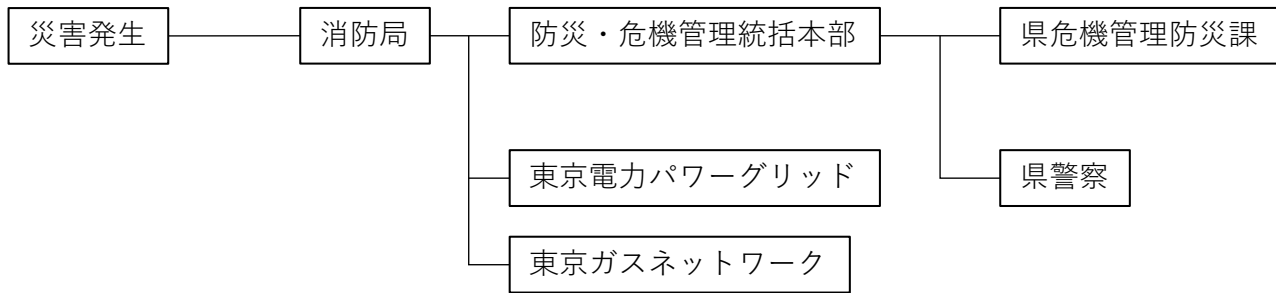 災害発生
消防局
防災・危機管理統括本部
県危機管理防災課
東京電力パワーグリッド
県警察
東京ガスネットワーク